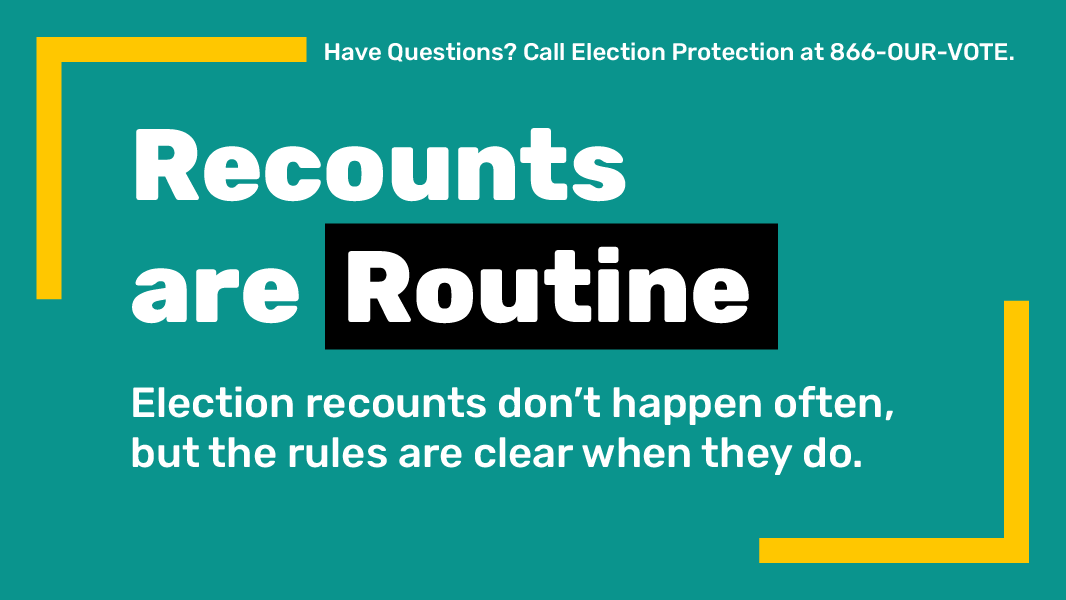 Have Questions? Call Election Protection at 866-OUR-VOTE.
Recounts
are Routine
Election recounts don’t happen often,
but the rules are clear when they do.